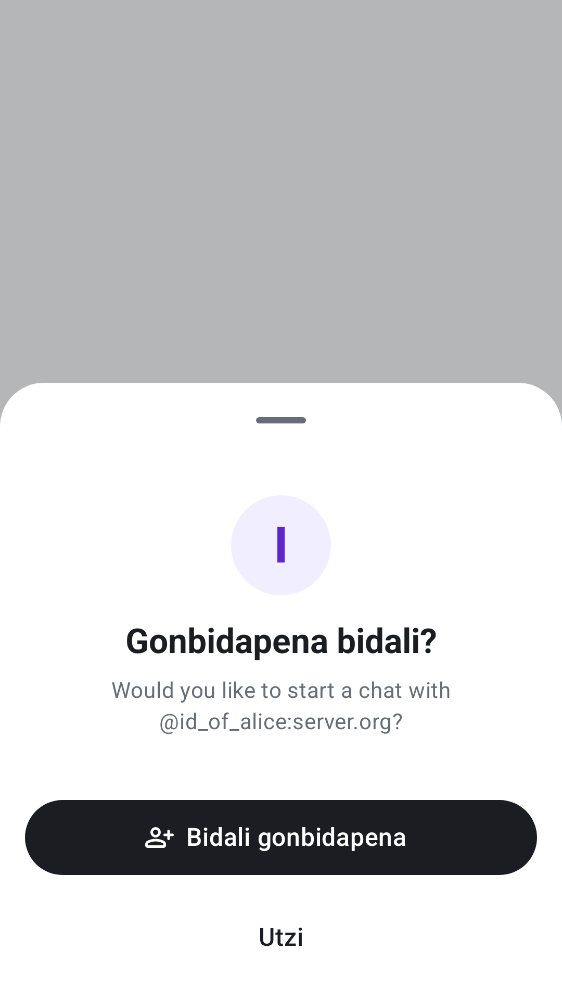 I
Gonbidapena bidali?
Would you like to start a chat with
@id_of_alice:server.org?
Bidali gonbidapena
Utzi